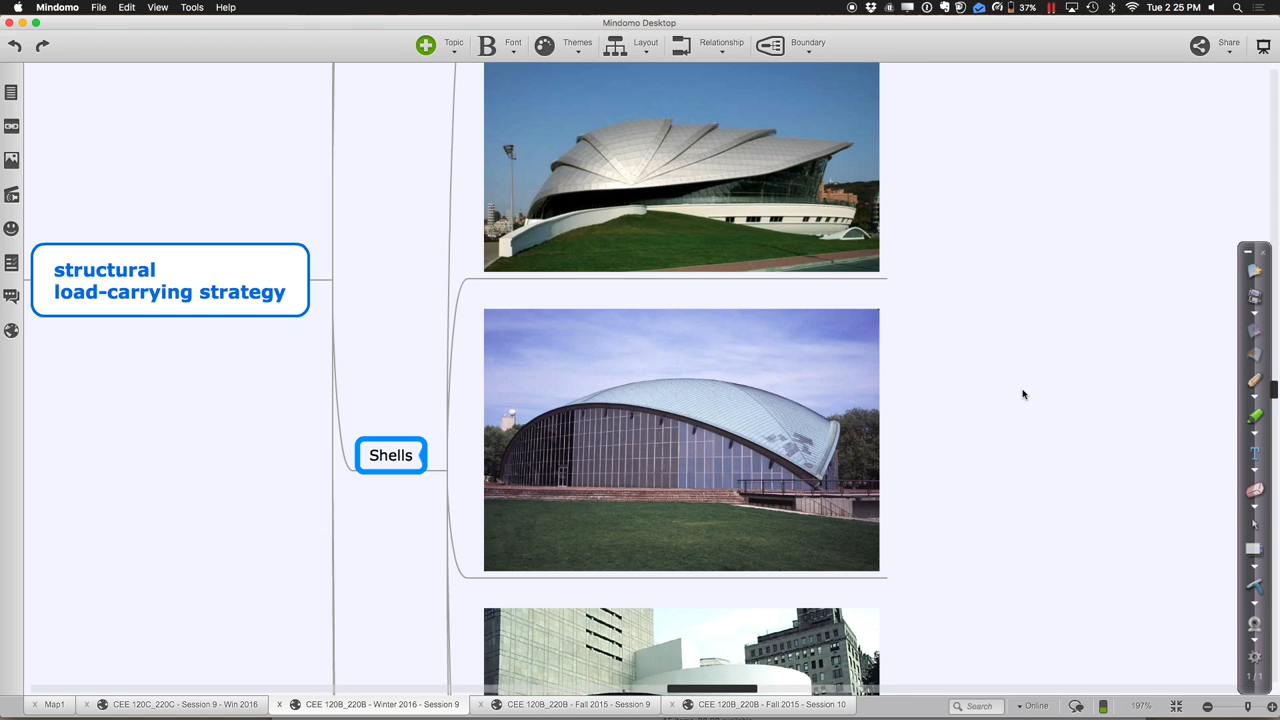 Mindomo File Edit View Tools Help
37% Tue 2.25 PM
Mindomo Desktop
Topic Font Themes Layout Relationship Boundary Share
structural
load-carrying strategy
Shells
1 / 1
Map1 CEE 120C_220C - Session 9 - Win 2016 CEE 120B_220B - Winter 2016 - Session 9 CEE 120B_220B - Fall 2015 - Session 9 CEE 120B_220B - Fall 2015 - Session 10 Search Online 197%